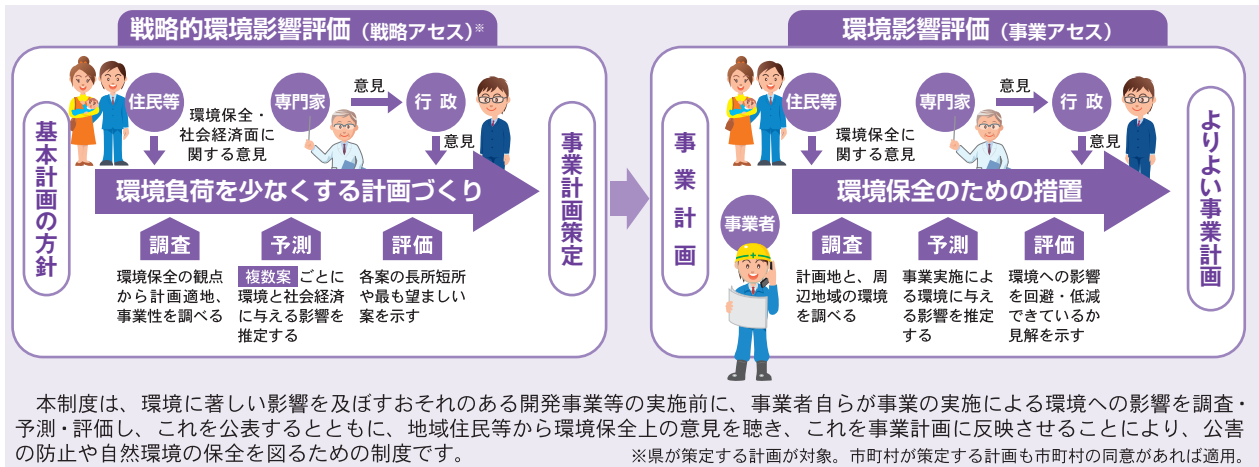 戦略的環境影響評価（戦略アセス）※
基本計画の方針
住民等
環境保全・
社会経済面に
関する意見
専門家
意見
行政
意見
環境負荷を少なくする計画づくり
調査
環境保全の観点
から計画適地、
事業性を調べる
予測
複数案ごとに
環境と社会経済
に与える影響を
推定する
評価
各案の長所短所
や最も望ましい
案を示す
事業計画策定
環境影響評価（事業アセス）
事業計画
住民等
環境保全に
関する意見
専門家
意見
行政
意見
環境保全のための措置
事業者
調査
計画地と、周
辺地域の環境
を調べる
予測
事業実施によ
る環境に与え
る影響を推定
する
評価
環境への影響
を回避・低減
できているか
見解を示す
よりよい事業計画
本制度は、環境に著しい影響を及ぼすおそれのある開発事業等の実施前に、事業者自らが事業の実施による環境への影響を調査・
予測・評価し、これを公表するとともに、地域住民等から環境保全上の意見を聴き、これを事業計画に反映させることにより、公害
の防止や自然環境の保全を図るための制度です。
※県が策定する計画が対象。市町村が策定する計画も市町村の同意があれば適用。